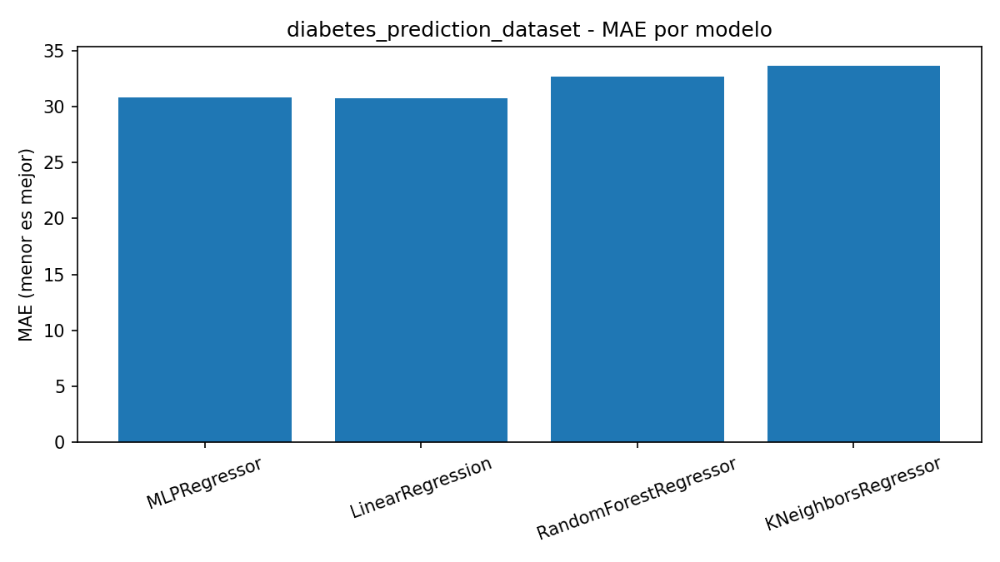 diabetes_prediction_dataset - MAE por modelo
MAE (menor es mejor)
35
30
25
20
15
10
5
0
MLPRegressor
LinearRegression
RandomForestRegressor
KNeighborsRegressor